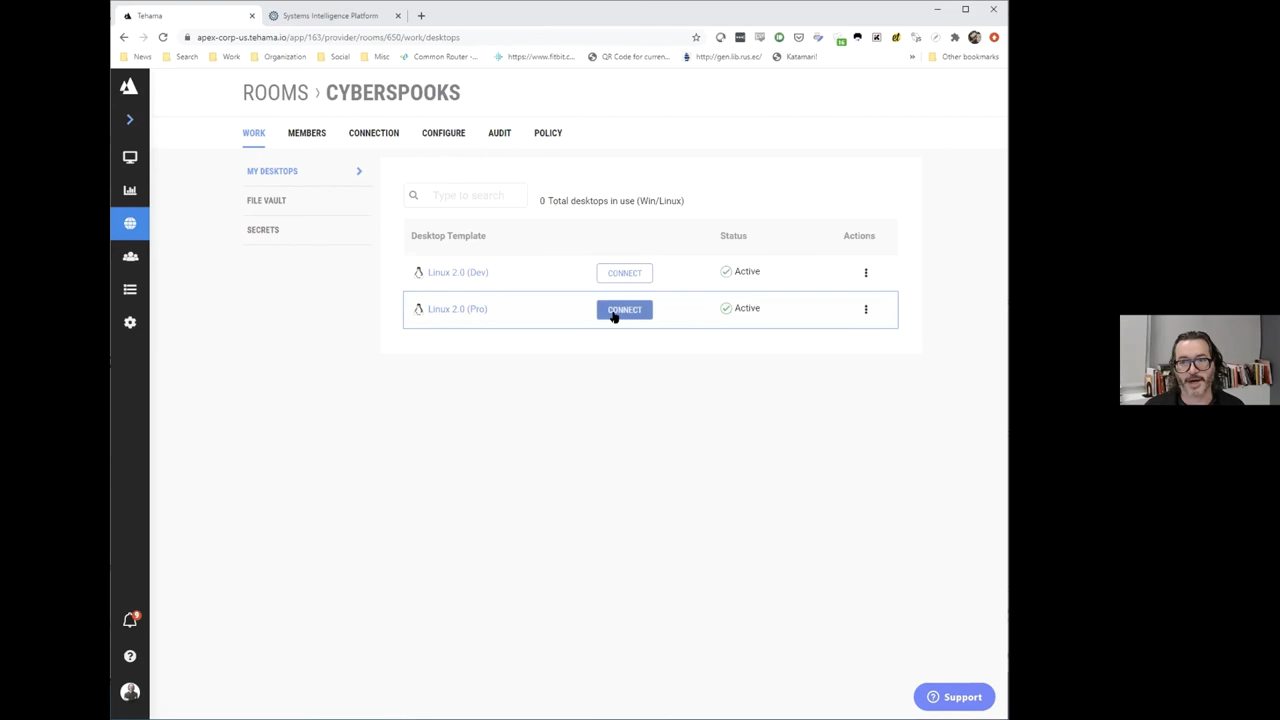 Tehama
Systems Intelligence Platform
apex-corp-us.tehama.io/app/163/provider/rooms/650/work/desktops
News
Search
Work
Organization
Social
Misc
Common Router -...
https://www.fitbit.c...
QR Code for curren...
http://gen.lib.rus.ec/
Katamari!
»
Other bookmarks
ROOMS › CYBERSPOOKS
WORK
MEMBERS
CONNECTION
CONFIGURE
AUDIT
POLICY
MY DESKTOPS
FILE VAULT
SECRETS
Type to search
0 Total desktops in use (Win/Linux)
Desktop Template
Status
Actions
Linux 2.0 (Dev)
CONNECT
Active
Linux 2.0 (Pro)
CONNECT
Active
9
Support